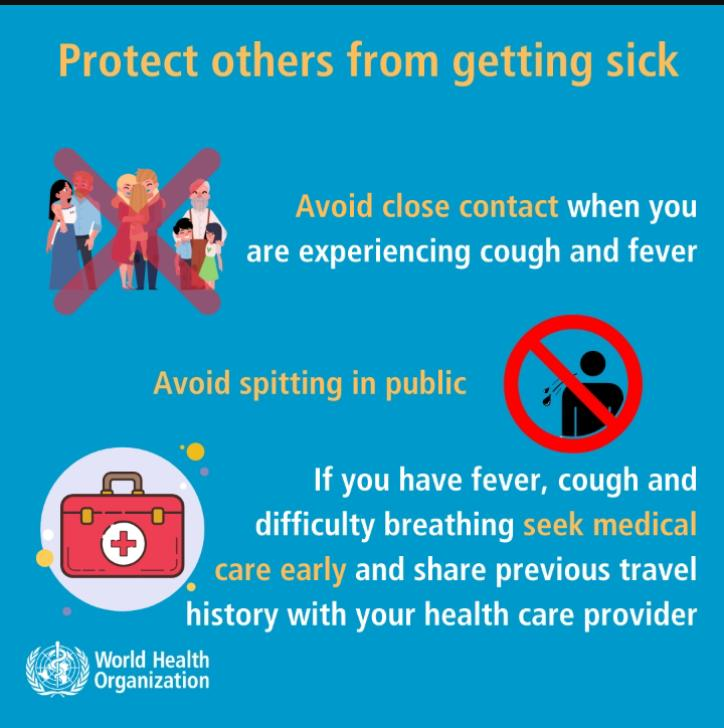 Protect others from getting sick
Avoid close contact when you
are experiencing cough and fever
Avoid spitting in public
If you have fever, cough and
difficulty breathing seek medical
care early and share previous travel
history with your health care provider
World Health
Organization